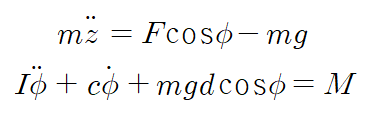 mz̈ = Fcosϕ − mg
Iϕ̈ + cϕ̇ + mgdcosϕ = M